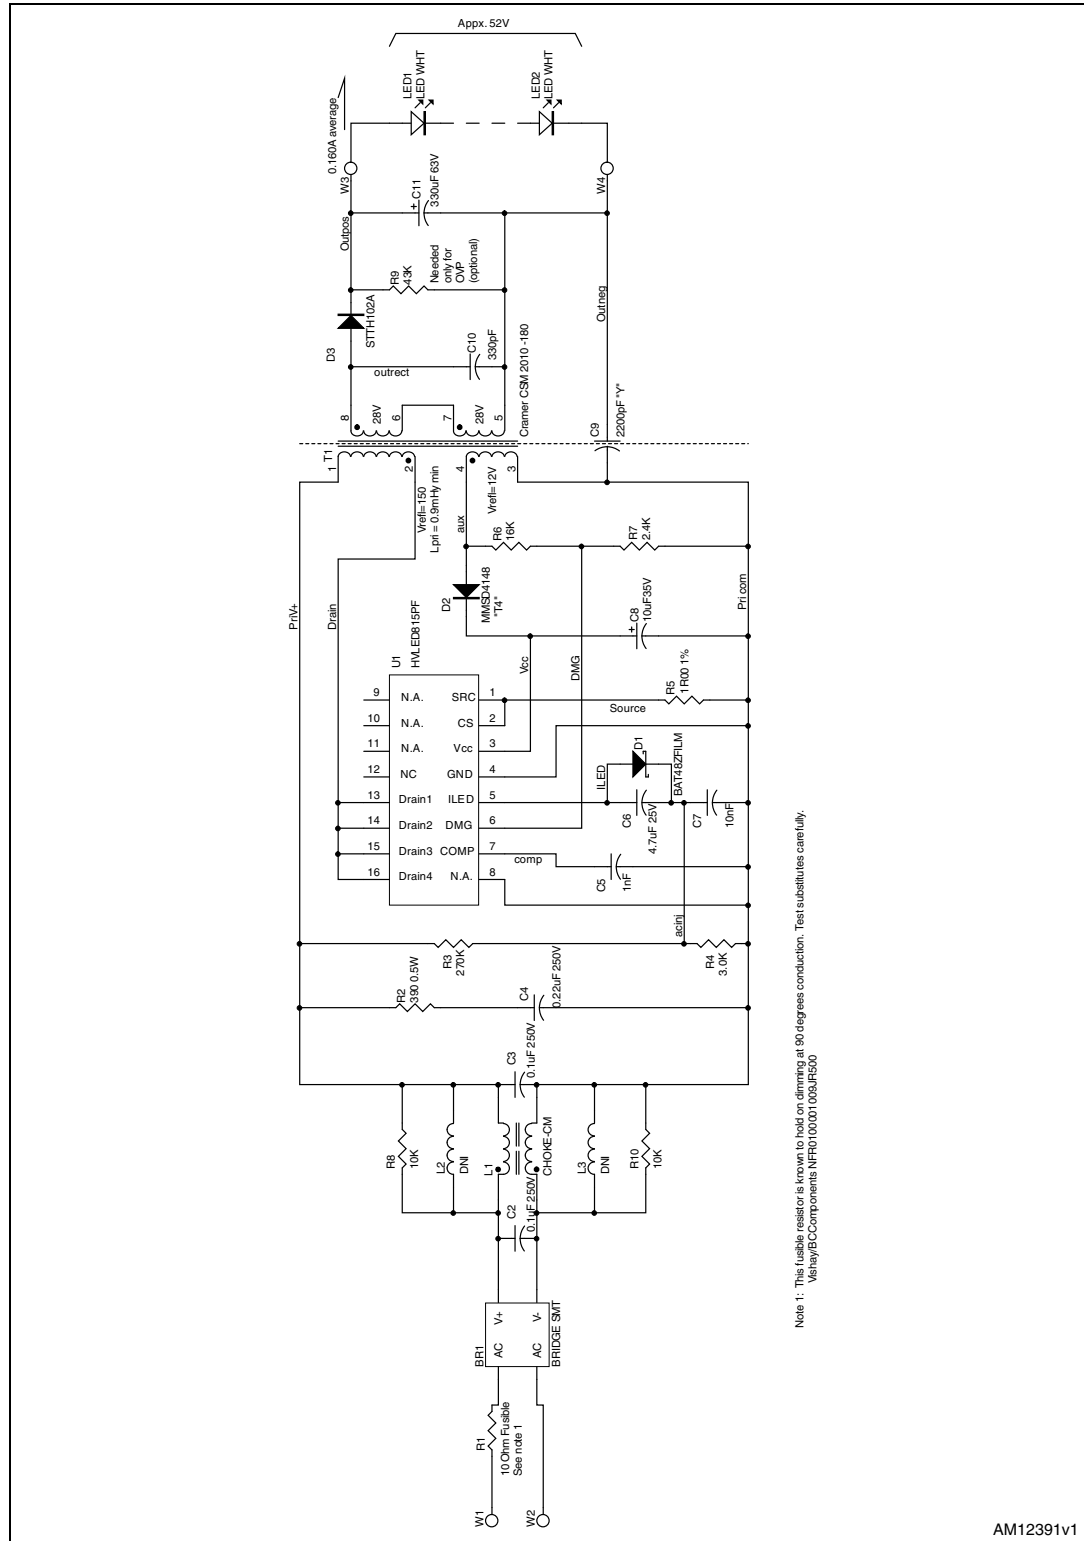 Appx. 52V
0.160A average
LED1
LED WHT
LED2
LED WHT
W3
W4
+ C11
330uF 63V
Outpos
Outneg
R9
43K
Needed
only for
OVP
(optional)
D3
STTH102A
C10
330pF
outrect
Cramer CSM 2010 -180
8
28V
6
7
28V
5
C9
2200pF "Y"
T1
1
2
4
3
Vrefl=150
Lpri = 0.9mHy min
Vrefl=12V
aux
R6
16K
R7
2.4K
D2
MMSD4148
"T4"
+ C8
10uF35V
PriV+
Drain
Vcc
DMG
Pri com
U1
HVLED815PF
9 N.A. SRC 1
10 N.A. CS 2
11 N.A. Vcc 3
12 NC GND 4
13 Drain1 ILED 5
14 Drain2 DMG 6
15 Drain3 COMP 7
16 Drain4 N.A. 8
Source
R5
1R00 1%
ILED
D1
BAT48ZFILM
C6
4.7uF 25V
C7
10nF
comp
C5
1nF
acinj
R3
270K
R4
3.0K
R2
390 0.5W
C4
0.22uF 250V
C3
0.1uF 250V
R8
10K
L2
DNI
L1
CHOKE-CM
L3
DNI
R10
10K
C2
0.1uF 250V
BR1
AC V+
AC V-
BRIDGE SMT
R1
10 Ohm Fusible
See note 1
W1
W2
Note 1: This fusible resistor is known to hold on dimming at 90 degrees conduction. Test substitutes carefully.
Vishay/BCComponents NFR0100001009JR500
AM12391v1